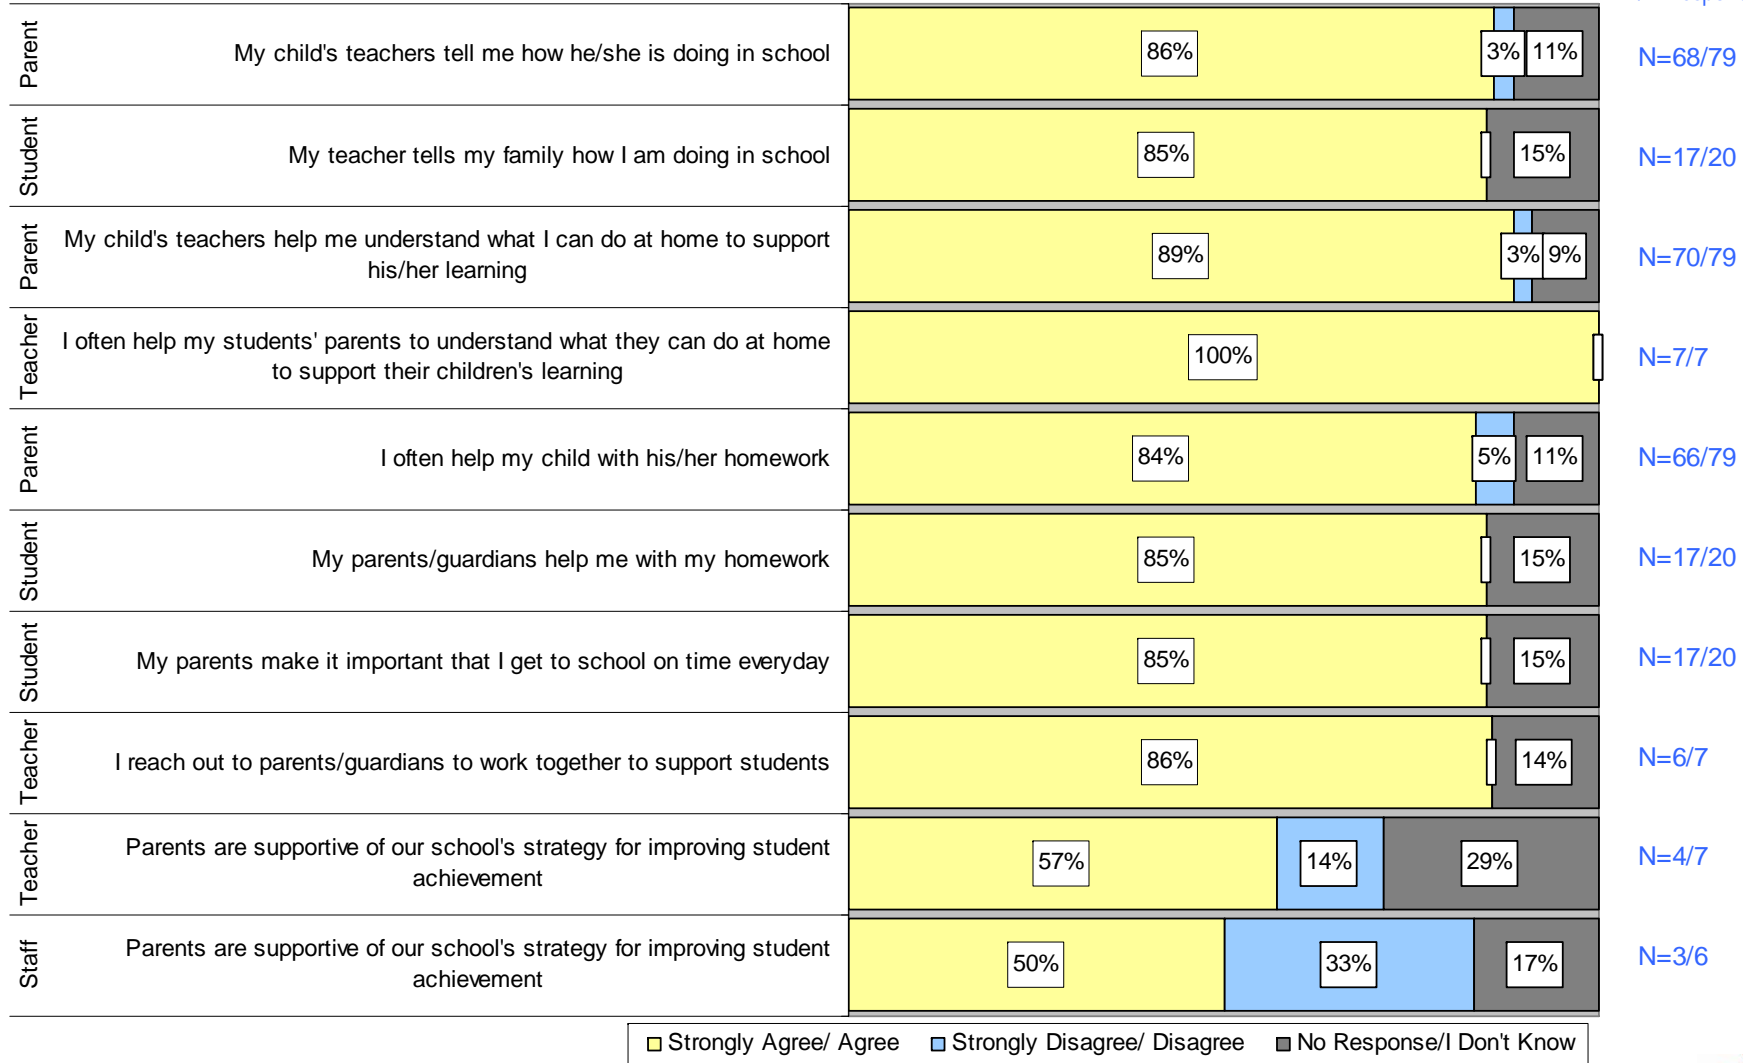 Parent
My child's teachers tell me how he/she is doing in school
86%
3%
11%
N=68/79
Student
My teacher tells my family how I am doing in school
85%
15%
N=17/20
Parent
My child's teachers help me understand what I can do at home to support
his/her learning
89%
3%
9%
N=70/79
Teacher
I often help my students' parents to understand what they can do at home
to support their children's learning
100%
N=7/7
Parent
I often help my child with his/her homework
84%
5%
11%
N=66/79
Student
My parents/guardians help me with my homework
85%
15%
N=17/20
Student
My parents make it important that I get to school on time everyday
85%
15%
N=17/20
Teacher
I reach out to parents/guardians to work together to support students
86%
14%
N=6/7
Teacher
Parents are supportive of our school's strategy for improving student
achievement
57%
14%
29%
N=4/7
Staff
Parents are supportive of our school's strategy for improving student
achievement
50%
33%
17%
N=3/6
Strongly Agree/ Agree
Strongly Disagree/ Disagree
No Response/I Don't Know